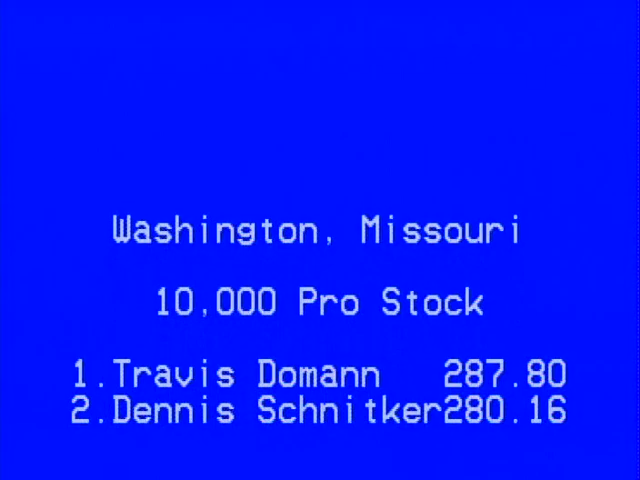 Washington, Missouri
10,000 Pro Stock
1.Travis Domann 287.80
2.Dennis Schnitker280.16